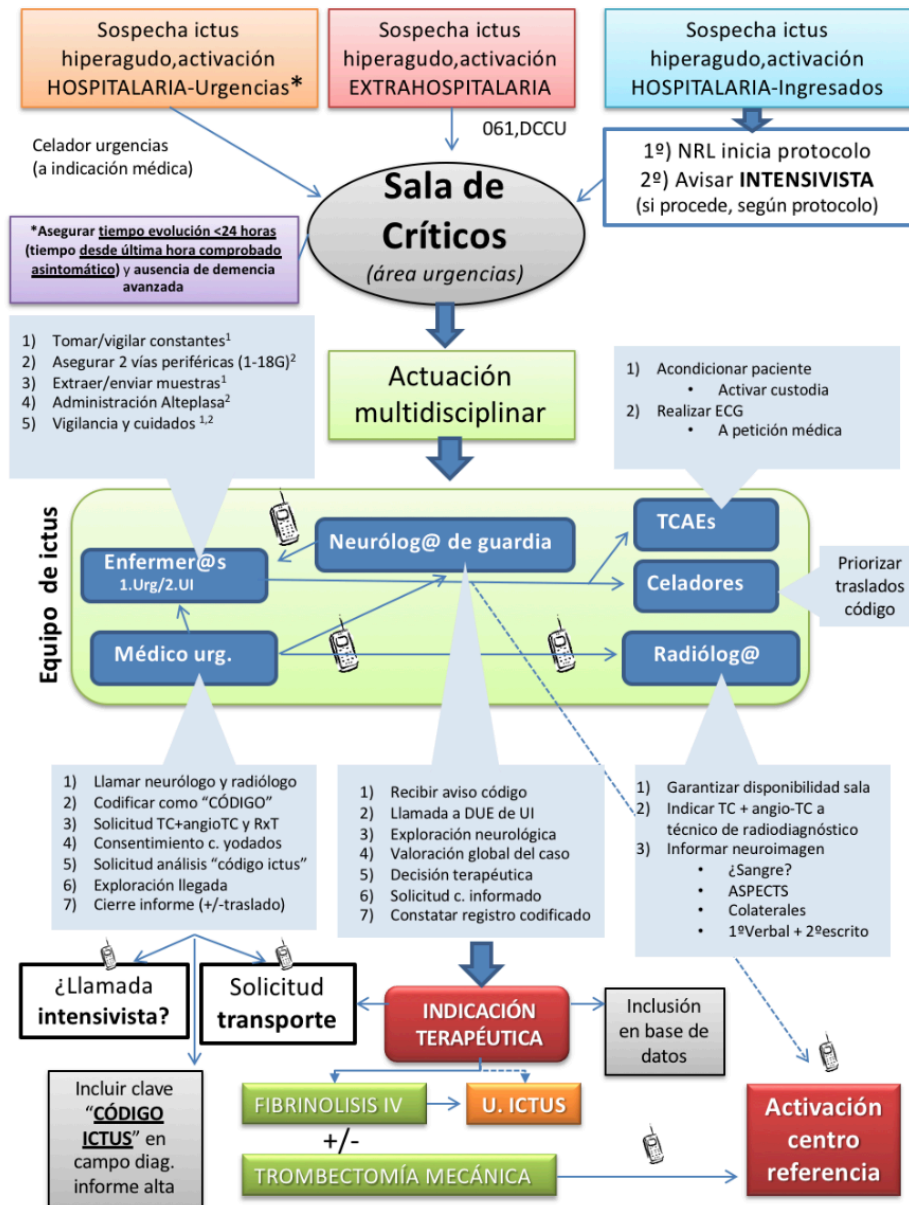 Sospecha ictus
hiperagudo,activación
HOSPITALARIA-Urgencias*
Sospecha ictus
hiperagudo,activación
EXTRAHOSPITALARIA
Sospecha ictus
hiperagudo,activación
HOSPITALARIA-Ingresados
Celador urgencias
(a indicación médica)
061,DCCU
1º) NRL inicia protocolo
2º) Avisar INTENSIVISTA
(si procede, según protocolo)
Sala de
Críticos
(área urgencias)
*Asegurar tiempo evolución <24 horas
(tiempo desde última hora comprobado
asintomático) y ausencia de demencia
avanzada
1) Tomar/vigilar constantes1
2) Asegurar 2 vías periféricas (1-18G)2
3) Extraer/enviar muestras1
4) Administración Alteplasa2
5) Vigilancia y cuidados 1,2
Actuación
multidisciplinar
1) Acondicionar paciente
• Activar custodia
2) Realizar ECG
• A petición médica
Equipo de ictus
Enfermer@s
1.Urg/2.UI
Neurólog@ de guardia
TCAEs
Celadores
Priorizar
traslados
código
Médico urg.
Radiólog@
1) Llamar neurólogo y radiólogo
2) Codificar como “CÓDIGO”
3) Solicitud TC+angioTC y RxT
4) Consentimiento c. yodados
5) Solicitud análisis “código ictus”
6) Exploración llegada
7) Cierre informe (+/-traslado)
1) Recibir aviso código
2) Llamada a DUE de UI
3) Exploración neurológica
4) Valoración global del caso
5) Decisión terapéutica
6) Solicitud c. informado
7) Constatar registro codificado
1) Garantizar disponibilidad sala
2) Indicar TC + angio-TC a
técnico de radiodiagnóstico
3) Informar neuroimagen
• ¿Sangre?
• ASPECTS
• Colaterales
• 1ºVerbal + 2ºescrito
¿Llamada
intensivista?
Solicitud
transporte
INDICACIÓN
TERAPÉUTICA
Inclusión
en base de
datos
Incluir clave
“CÓDIGO
ICTUS” en
campo diag.
informe alta
FIBRINOLISIS IV
U. ICTUS
+/-
TROMBECTOMÍA MECÁNICA
Activación
centro
referencia